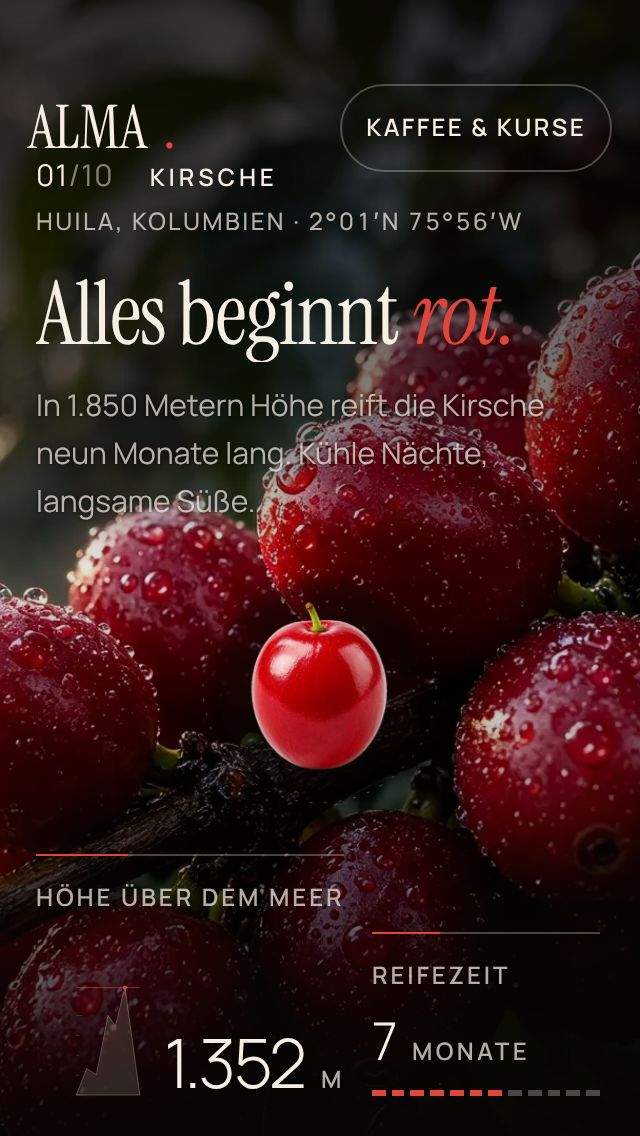 ALMA .
KAFFEE & KURSE
01/10 KIRSCHE
HUILA, KOLUMBIEN · 2°01′N 75°56′W
Alles beginnt rot.
In 1.850 Metern Höhe reift die Kirsche
neun Monate lang. Kühle Nächte,
langsame Süße.
HÖHE ÜBER DEM MEER
1.352 M
REIFEZEIT
7 MONATE